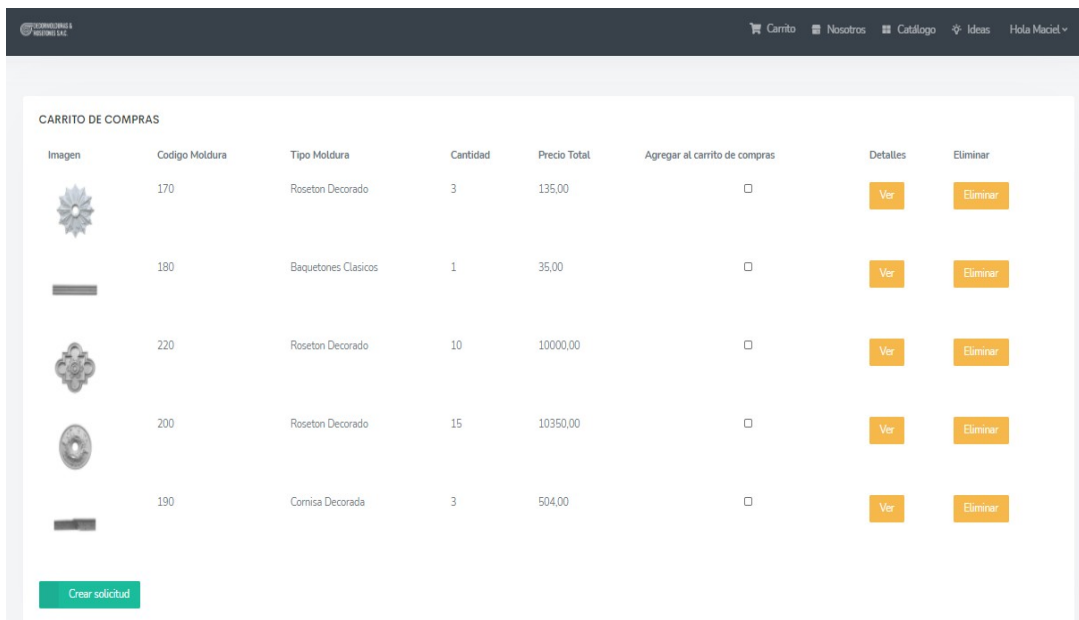 DECORMOLDURAS &
ROSETONES S.A.C.
Carrito Nosotros Catálogo Ideas Hola Maciel
CARRITO DE COMPRAS
Imagen Codigo Moldura Tipo Moldura Cantidad Precio Total Agregar al carrito de compras Detalles Eliminar
170 Roseton Decorado 3 135,00 Ver Eliminar
180 Baquetones Clasicos 1 35,00 Ver Eliminar
220 Roseton Decorado 10 10000,00 Ver Eliminar
200 Roseton Decorado 15 10350,00 Ver Eliminar
190 Cornisa Decorada 3 504,00 Ver Eliminar
Crear solicitud